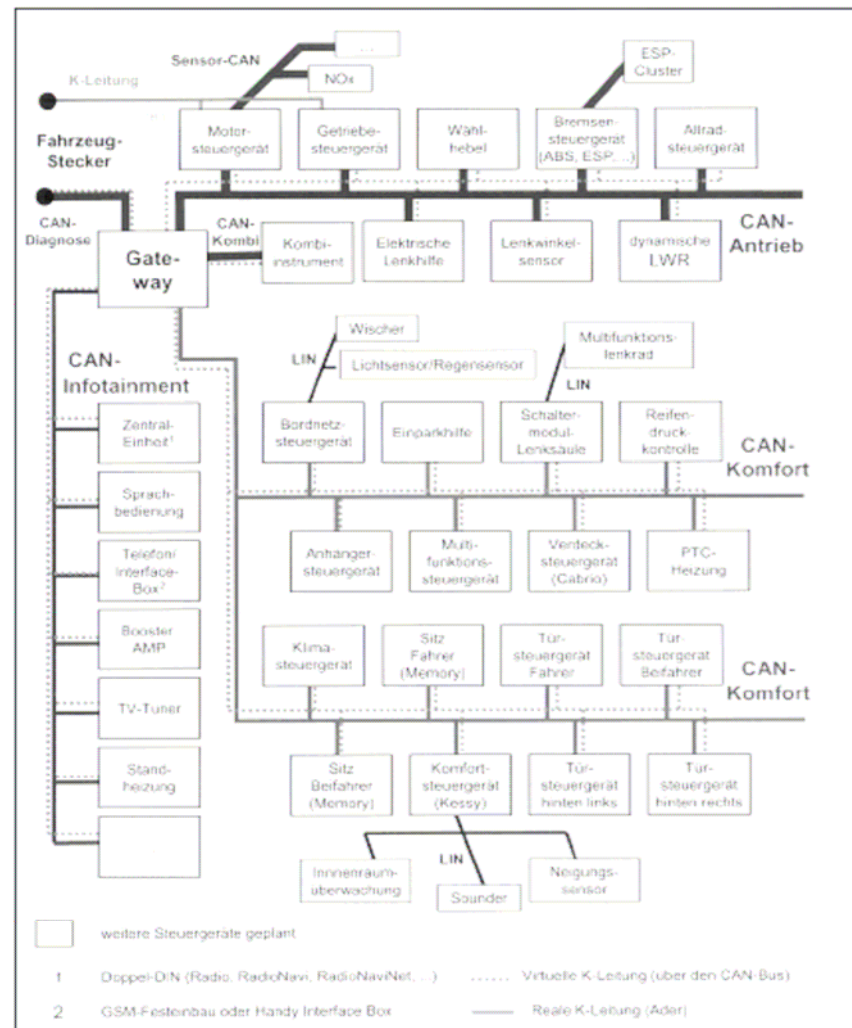 Sensor-CAN
...
NOx
ESP-
Cluster
K-Leitung
Motor-
steuergerät
Getriebe-
steuergerät
Wähl-
hebel
Bremsen-
steuergerät
(ABS, ESP, ...)
Allrad-
steuergerät
Fahrzeug-
Stecker
CAN-
Diagnose
Gate-
way
CAN-
Kombi
Kombi-
instrument
Elektrische
Lenkhilfe
Lenkwinkel-
sensor
dynamische
LWR
CAN-
Antrieb
CAN-
Infotainment
Zentral-
Einheit¹
Sprach-
bedienung
Telefon/
Interface-
Box²
Booster
AMP
TV-Tuner
Stand-
heizung
Wischer
LIN
Lichtsensor/Regensensor
Multifunktions-
lenkrad
LIN
Bordnetz-
steuergerät
Einparkhilfe
Schalter-
modul-
Lenksäule
Reifen-
druck-
kontrolle
CAN-
Komfort
Anhänger-
steuergerät
Multi-
funktions-
steuergerät
Verdeck-
steuergerät
(Cabrio)
PTC-
Heizung
Klima-
steuergerät
Sitz
Fahrer
(Memory)
Tür-
steuergerät
Fahrer
Tür-
steuergerät
Beifahrer
CAN-
Komfort
Sitz
Beifahrer
(Memory)
Komfort-
steuergerät
(Kessy)
Tür-
steuergerät
hinten links
Tür-
steuergerät
hinten rechts
LIN
Innnenraum-
überwachung
Sounder
Neigungs-
sensor
weitere Steuergeräte geplant
1 Doppel-DIN (Radio, RadioNavi, RadioNaviNet, ...)
Virtuelle K-Leitung (über den CAN-Bus)
2 GSM-Festeinbau oder Handy Interface Box
Reale K-Leitung (Ader)